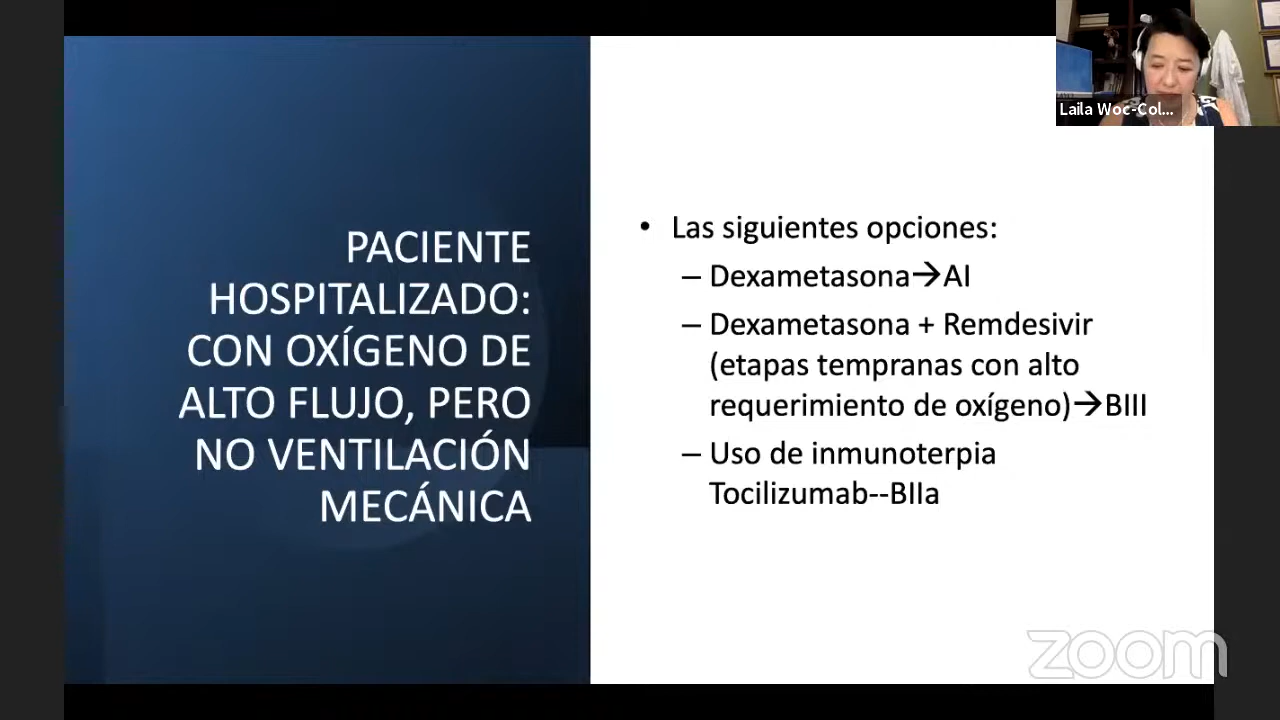 Laila Woc-Col...
PACIENTE
HOSPITALIZADO:
CON OXÍGENO DE
ALTO FLUJO, PERO
NO VENTILACIÓN
MECÁNICA
• Las siguientes opciones:
– Dexametasona→AI
– Dexametasona + Remdesivir
(etapas tempranas con alto
requerimiento de oxígeno)→BIII
– Uso de inmunoterpia
Tocilizumab--BIIa
zoom